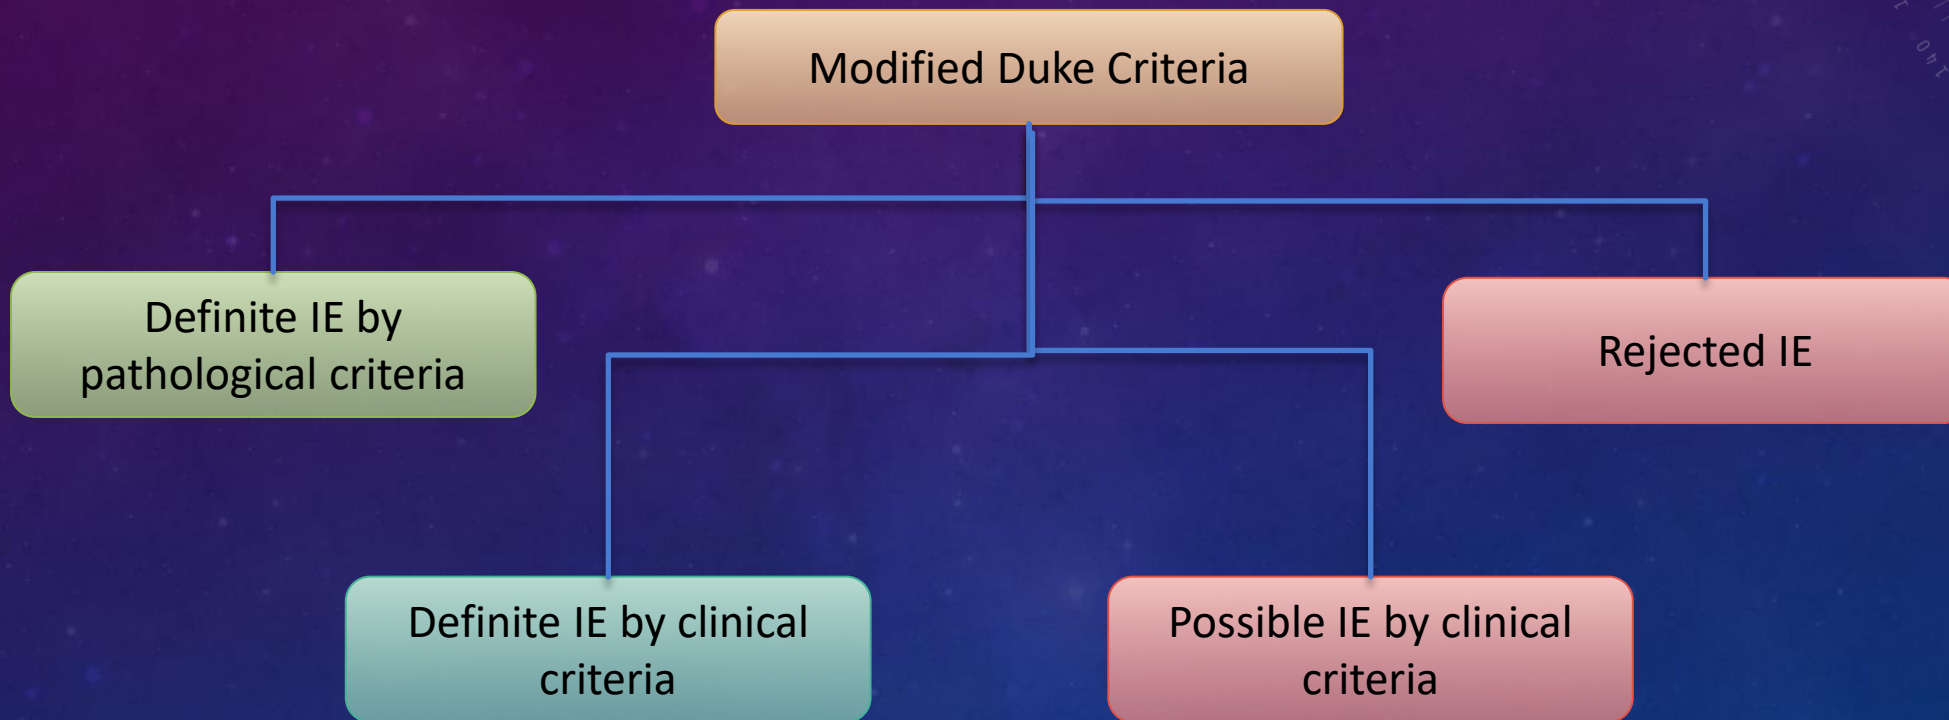 Modified Duke Criteria
Definite IE by
pathological criteria
Rejected IE
Definite IE by clinical
criteria
Possible IE by clinical
criteria
140